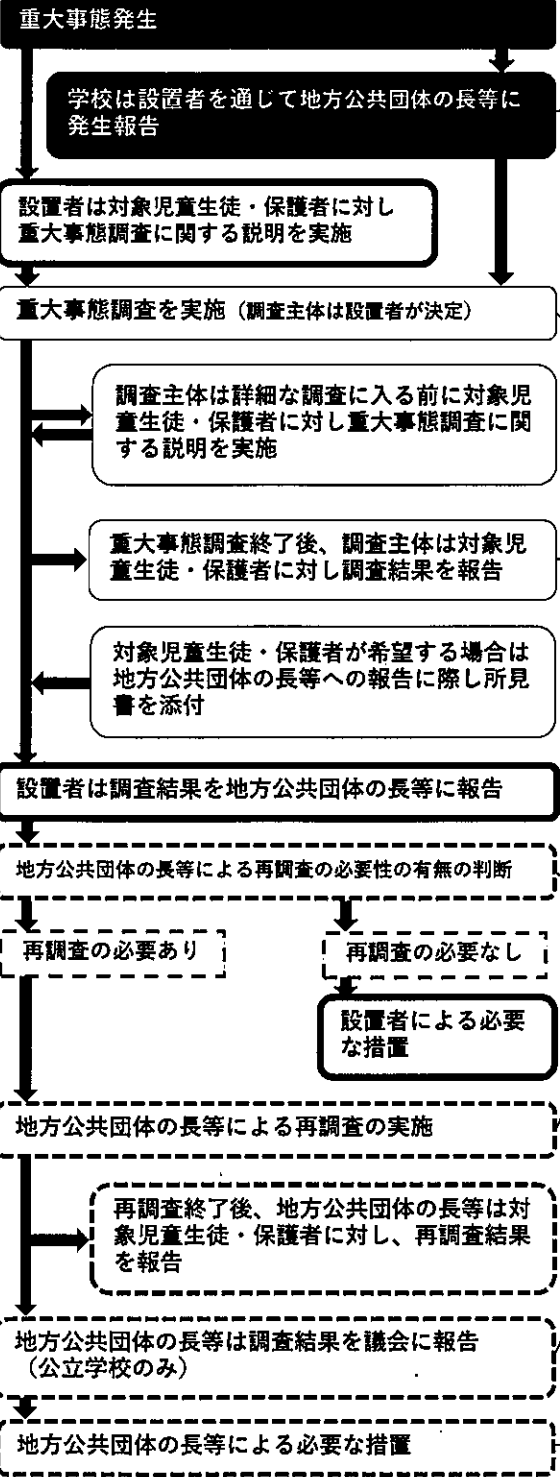 重大事態発生
学校は設置者を通じて地方公共団体の長等に
発生報告
設置者は対象児童生徒・保護者に対し
重大事態調査に関する説明を実施
重大事態調査を実施（調査主体は設置者が決定）
調査主体は詳細な調査に入る前に対象児
童生徒・保護者に対し重大事態調査に関
する説明を実施
重大事態調査終了後、調査主体は対象児
童生徒・保護者に対し調査結果を報告
対象児童生徒・保護者が希望する場合は
地方公共団体の長等への報告に際し所見
書を添付
設置者は調査結果を地方公共団体の長等に報告
地方公共団体の長等による再調査の必要性の有無の判断
再調査の必要あり
再調査の必要なし
設置者による必要
な措置
地方公共団体の長等による再調査の実施
再調査終了後、地方公共団体の長等は対
象児童生徒・保護者に対し、再調査結果
を報告
地方公共団体の長等は調査結果を議会に報告
（公立学校のみ）
地方公共団体の長等による必要な措置